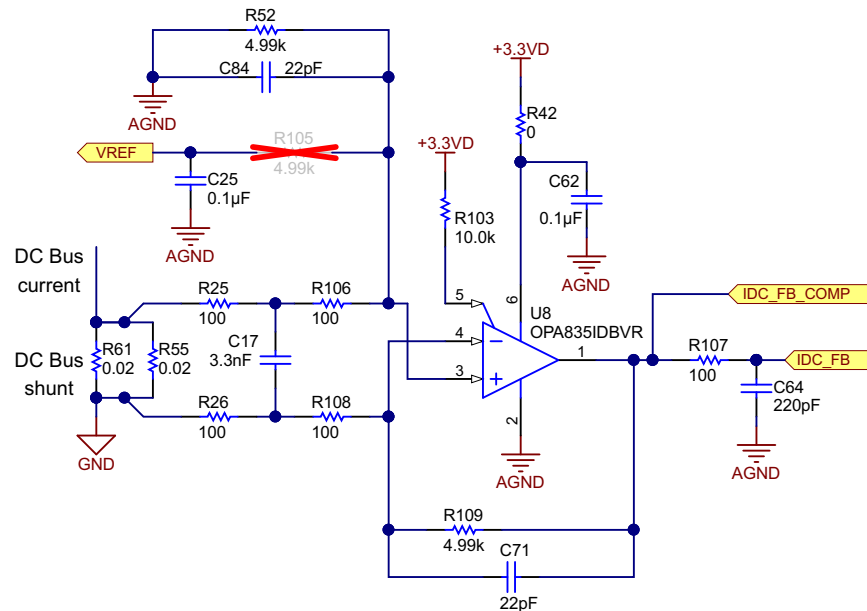 R52
4.99k
C84
22pF
AGND
VREF
R105
4.99k
C25
0.1µF
AGND
+3.3VD
R103
10.0k
+3.3VD
R42
0
C62
0.1µF
AGND
DC Bus
current
R25
100
R106
100
R61
0.02
R55
0.02
C17
3.3nF
DC Bus
shunt
R26
100
R108
100
GND
5
6
4
3
1
2
U8
OPA835IDBVR
AGND
IDC_FB_COMP
R107
100
IDC_FB
C64
220pF
AGND
R109
4.99k
C71
22pF